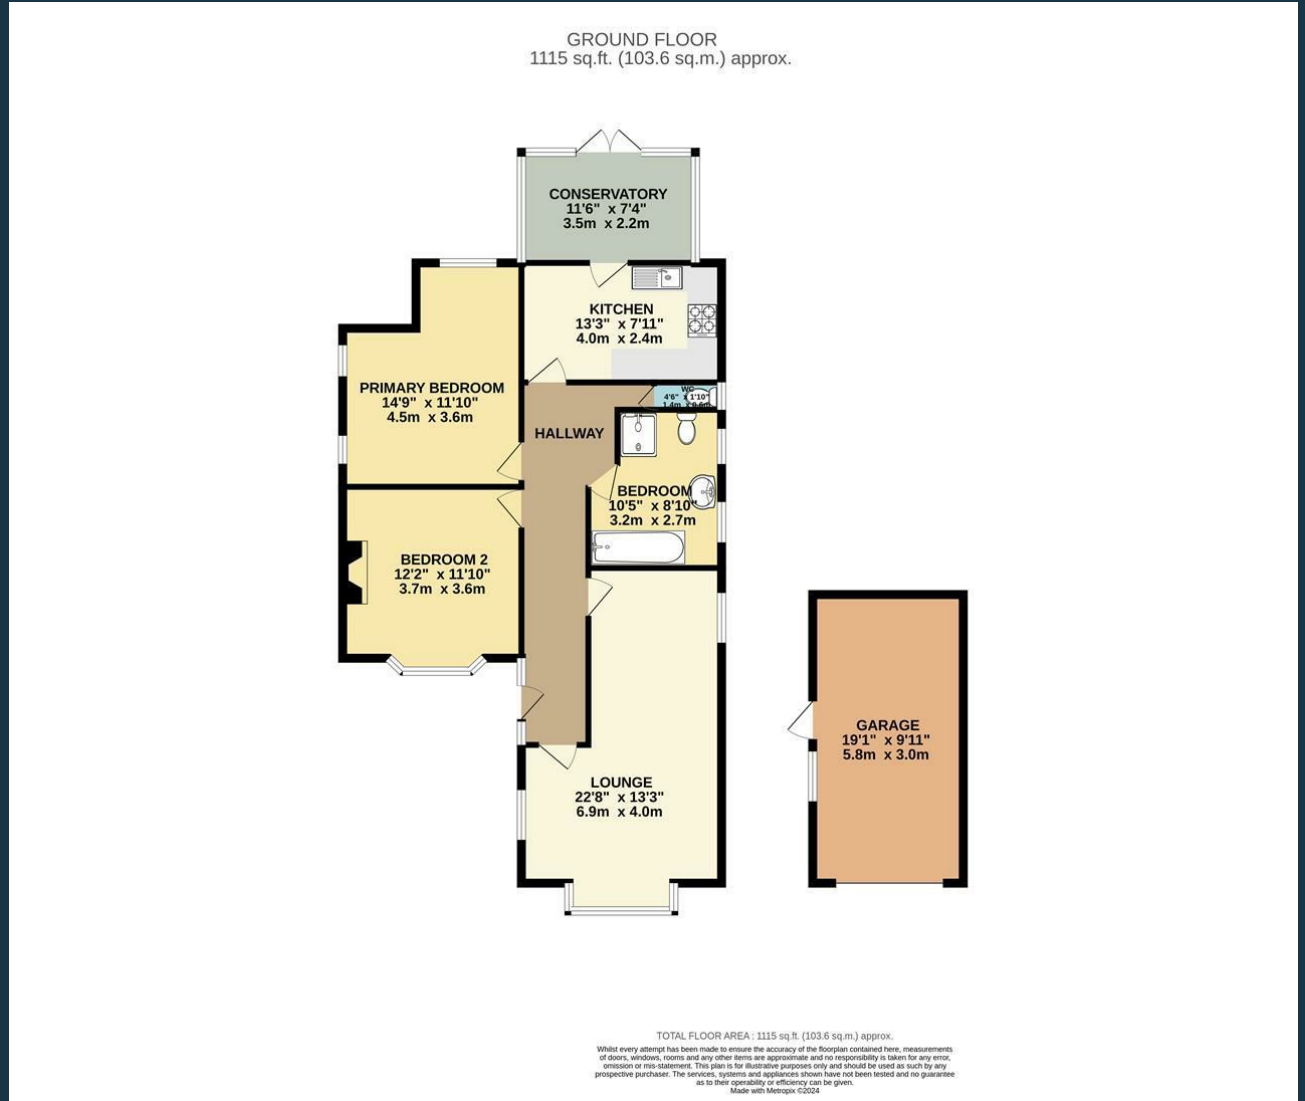 GROUND FLOOR
1115 sq.ft. (103.6 sq.m.) approx.
CONSERVATORY
11'6" x 7'4"
3.5m x 2.2m
KITCHEN
13'3" x 7'11"
4.0m x 2.4m
PRIMARY BEDROOM
14'9" x 11'10"
4.5m x 3.6m
WC
4'6" x 1'10"
1.4m x 0.6m
HALLWAY
BEDROOM
10'5" x 8'10"
3.2m x 2.7m
BEDROOM 2
12'2" x 11'10"
3.7m x 3.6m
GARAGE
19'1" x 9'11"
5.8m x 3.0m
LOUNGE
22'8" x 13'3"
6.9m x 4.0m
TOTAL FLOOR AREA : 1115 sq.ft. (103.6 sq.m.) approx.
Whilst every attempt has been made to ensure the accuracy of the floorplan contained here, measurements
of doors, windows, rooms and any other items are approximate and no responsibility is taken for any error,
omission or mis-statement. This plan is for illustrative purposes only and should be used as such by any
prospective purchaser. The services, systems and appliances shown have not been tested and no guarantee
as to their operability or efficiency can be given.
Made with Metropix ©2024